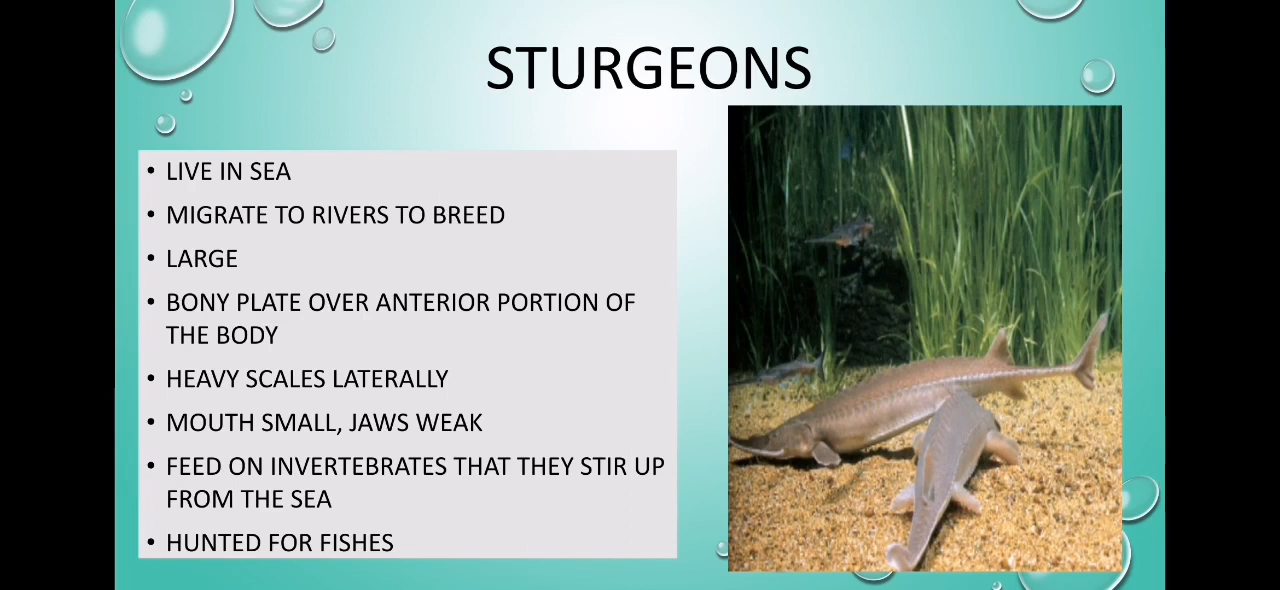 STURGEONS
• LIVE IN SEA
• MIGRATE TO RIVERS TO BREED
• LARGE
• BONY PLATE OVER ANTERIOR PORTION OF
THE BODY
• HEAVY SCALES LATERALLY
• MOUTH SMALL, JAWS WEAK
• FEED ON INVERTEBRATES THAT THEY STIR UP
FROM THE SEA
• HUNTED FOR FISHES